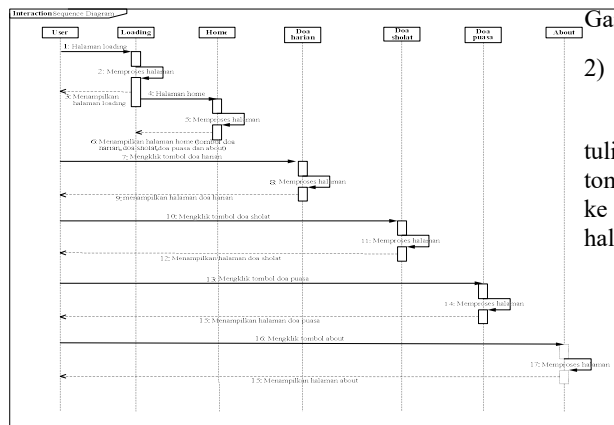 Interaction Sequence Diagram
User
Loading
Home
Doa
harian
Doa
sholat
Doa
puasa
About
1: Halaman loading
2: Memproses halaman
3: Menampilkan
halaman loading
4: Halaman home
5: Memproses halaman
6: Menampilkan halaman home (tombol doa
harian, doa sholat, doa puasa dan about)
7: Mengklik tombol doa harian
8: Memproses halaman
9: menampilkan halaman doa harian
10: Mengklik tombol doa sholat
11: Memproses halaman
12: Menampilkan halaman doa sholat
13: Mengklik tombol doa puasa
14: Memproses halaman
15: Menampilkan halaman doa puasa
16: Mengklik tombol about
17: Memproses halaman
15: Menampilkan halaman about
Ga
2)
tuli
tom
ke
hal